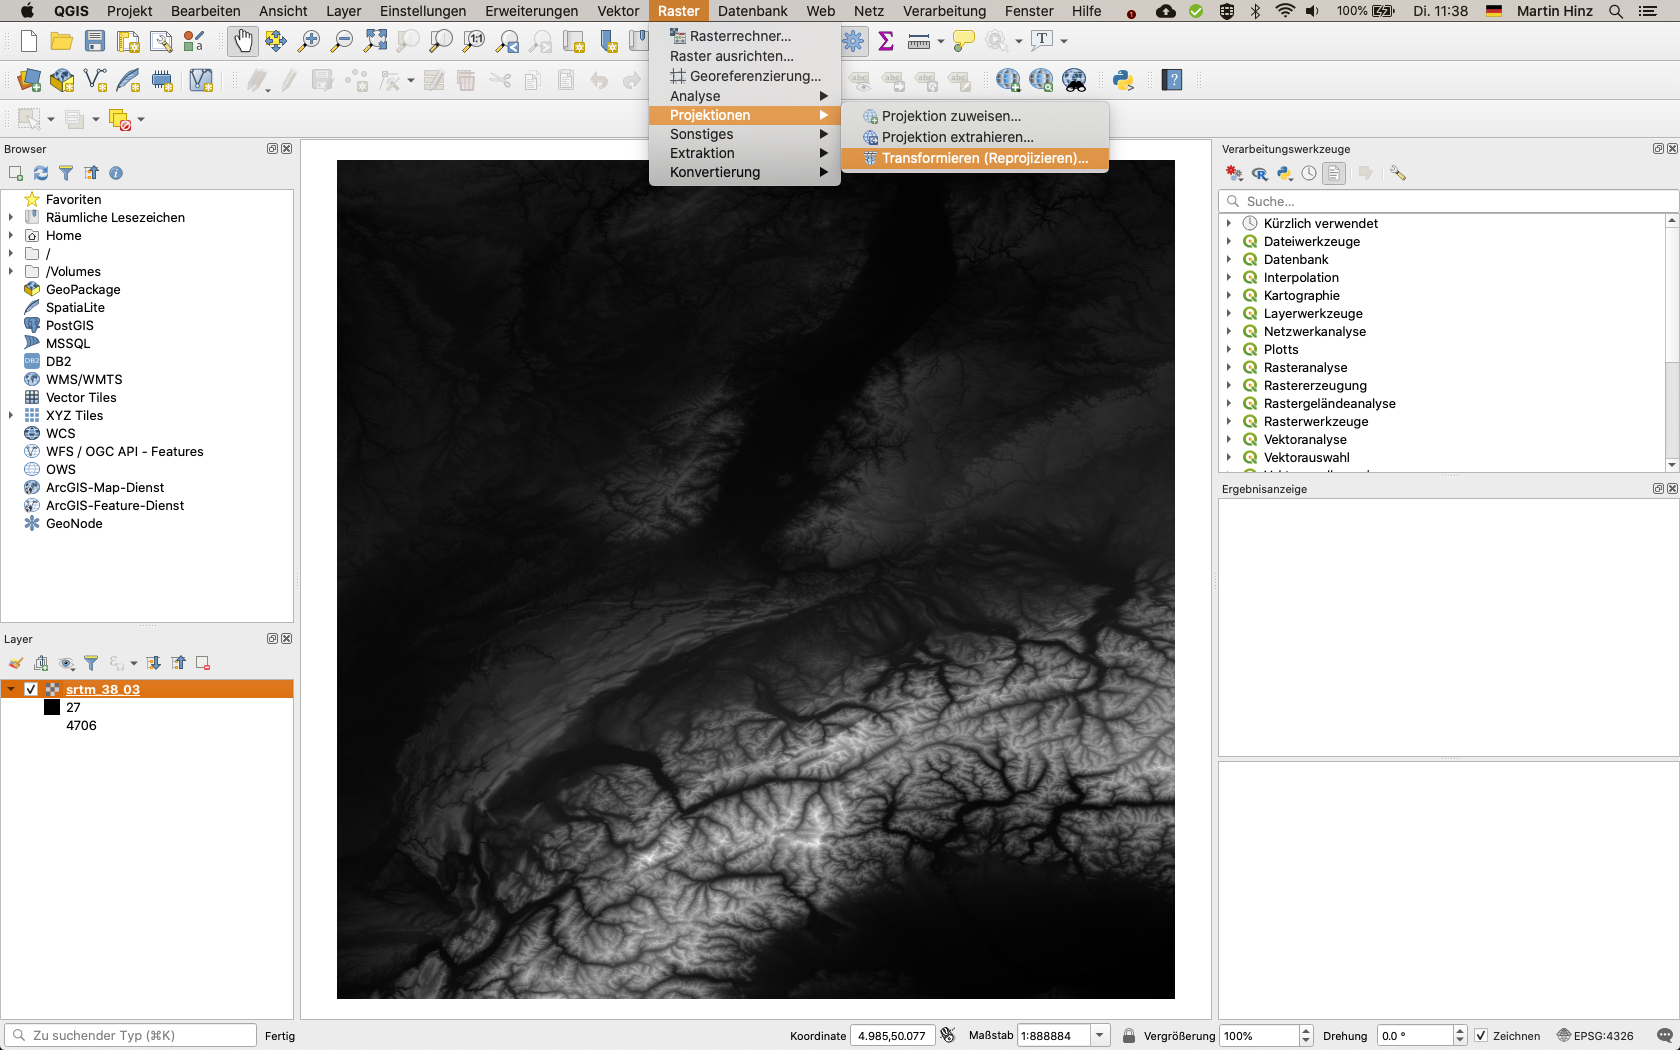 QGIS Projekt Bearbeiten Ansicht Layer Einstellungen Erweiterungen Vektor Raster Datenbank Web Netz Verarbeitung Fenster Hilfe 100% Di. 11:38 Martin Hinz
Rasterrechner...
Raster ausrichten...
Georeferenzierung...
Analyse
Projektionen
Sonstiges
Extraktion
Konvertierung
Projektion zuweisen...
Projektion extrahieren...
Transformieren (Reprojizieren)...
Browser
Favoriten
Räumliche Lesezeichen
Home
/
/Volumes
GeoPackage
SpatiaLite
PostGIS
MSSQL
DB2
WMS/WMTS
Vector Tiles
XYZ Tiles
WCS
WFS / OGC API - Features
OWS
ArcGIS-Map-Dienst
ArcGIS-Feature-Dienst
GeoNode
Layer
srtm_38_03
27
4706
Verarbeitungswerkzeuge
Suche...
Kürzlich verwendet
Dateiwerkzeuge
Datenbank
Interpolation
Kartographie
Layerwerkzeuge
Netzwerkanalyse
Plotts
Rasteranalyse
Rastererzeugung
Rastergeländeanalyse
Rasterwerkzeuge
Vektoranalyse
Vektorauswahl
Ergebnisanzeige
Zu suchender Typ (⌘K) Fertig Koordinate 4.985,50.077 Maßstab 1:888884 Vergrößerung 100% Drehung 0.0 ° Zeichnen EPSG:4326